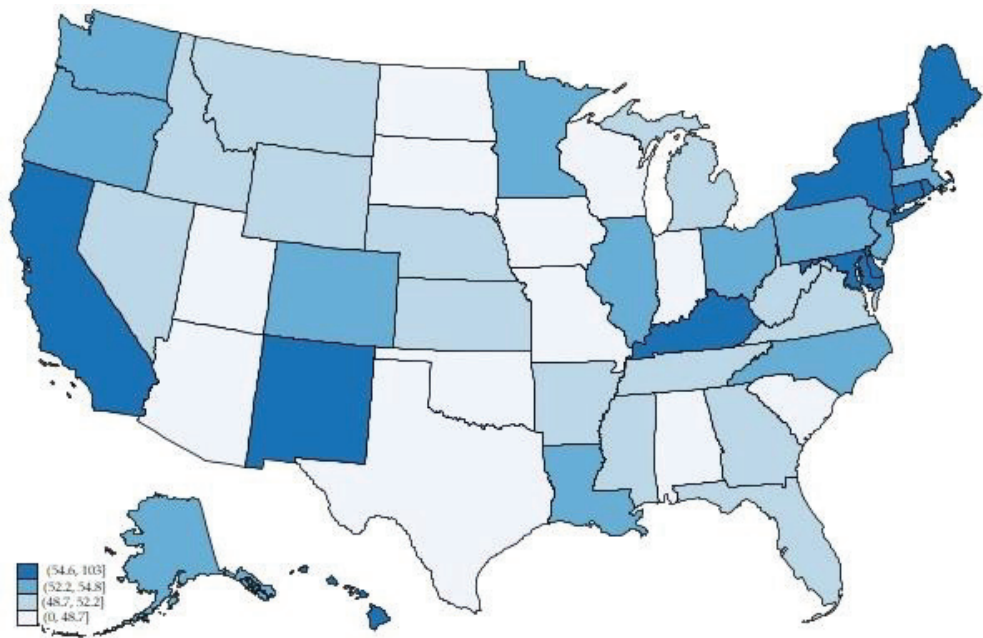 (54.6, 103]
(52.2, 54.8]
(48.7, 52.2]
(0, 48.7]